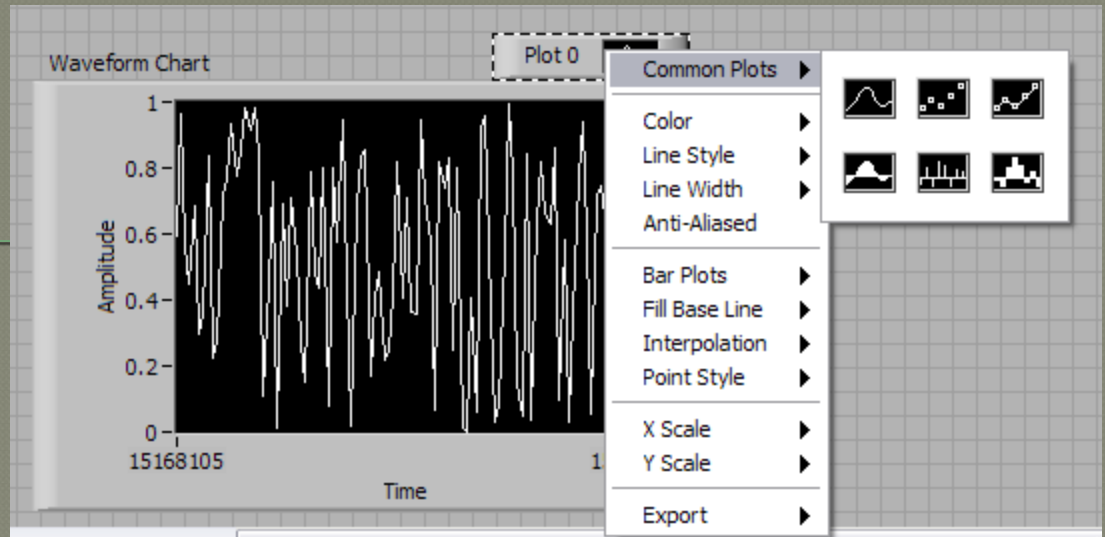 Waveform Chart
Plot 0
1
0.8
0.6
0.4
0.2
0
Amplitude
15168105
Time
Common Plots
Color
Line Style
Line Width
Anti-Aliased
Bar Plots
Fill Base Line
Interpolation
Point Style
X Scale
Y Scale
Export